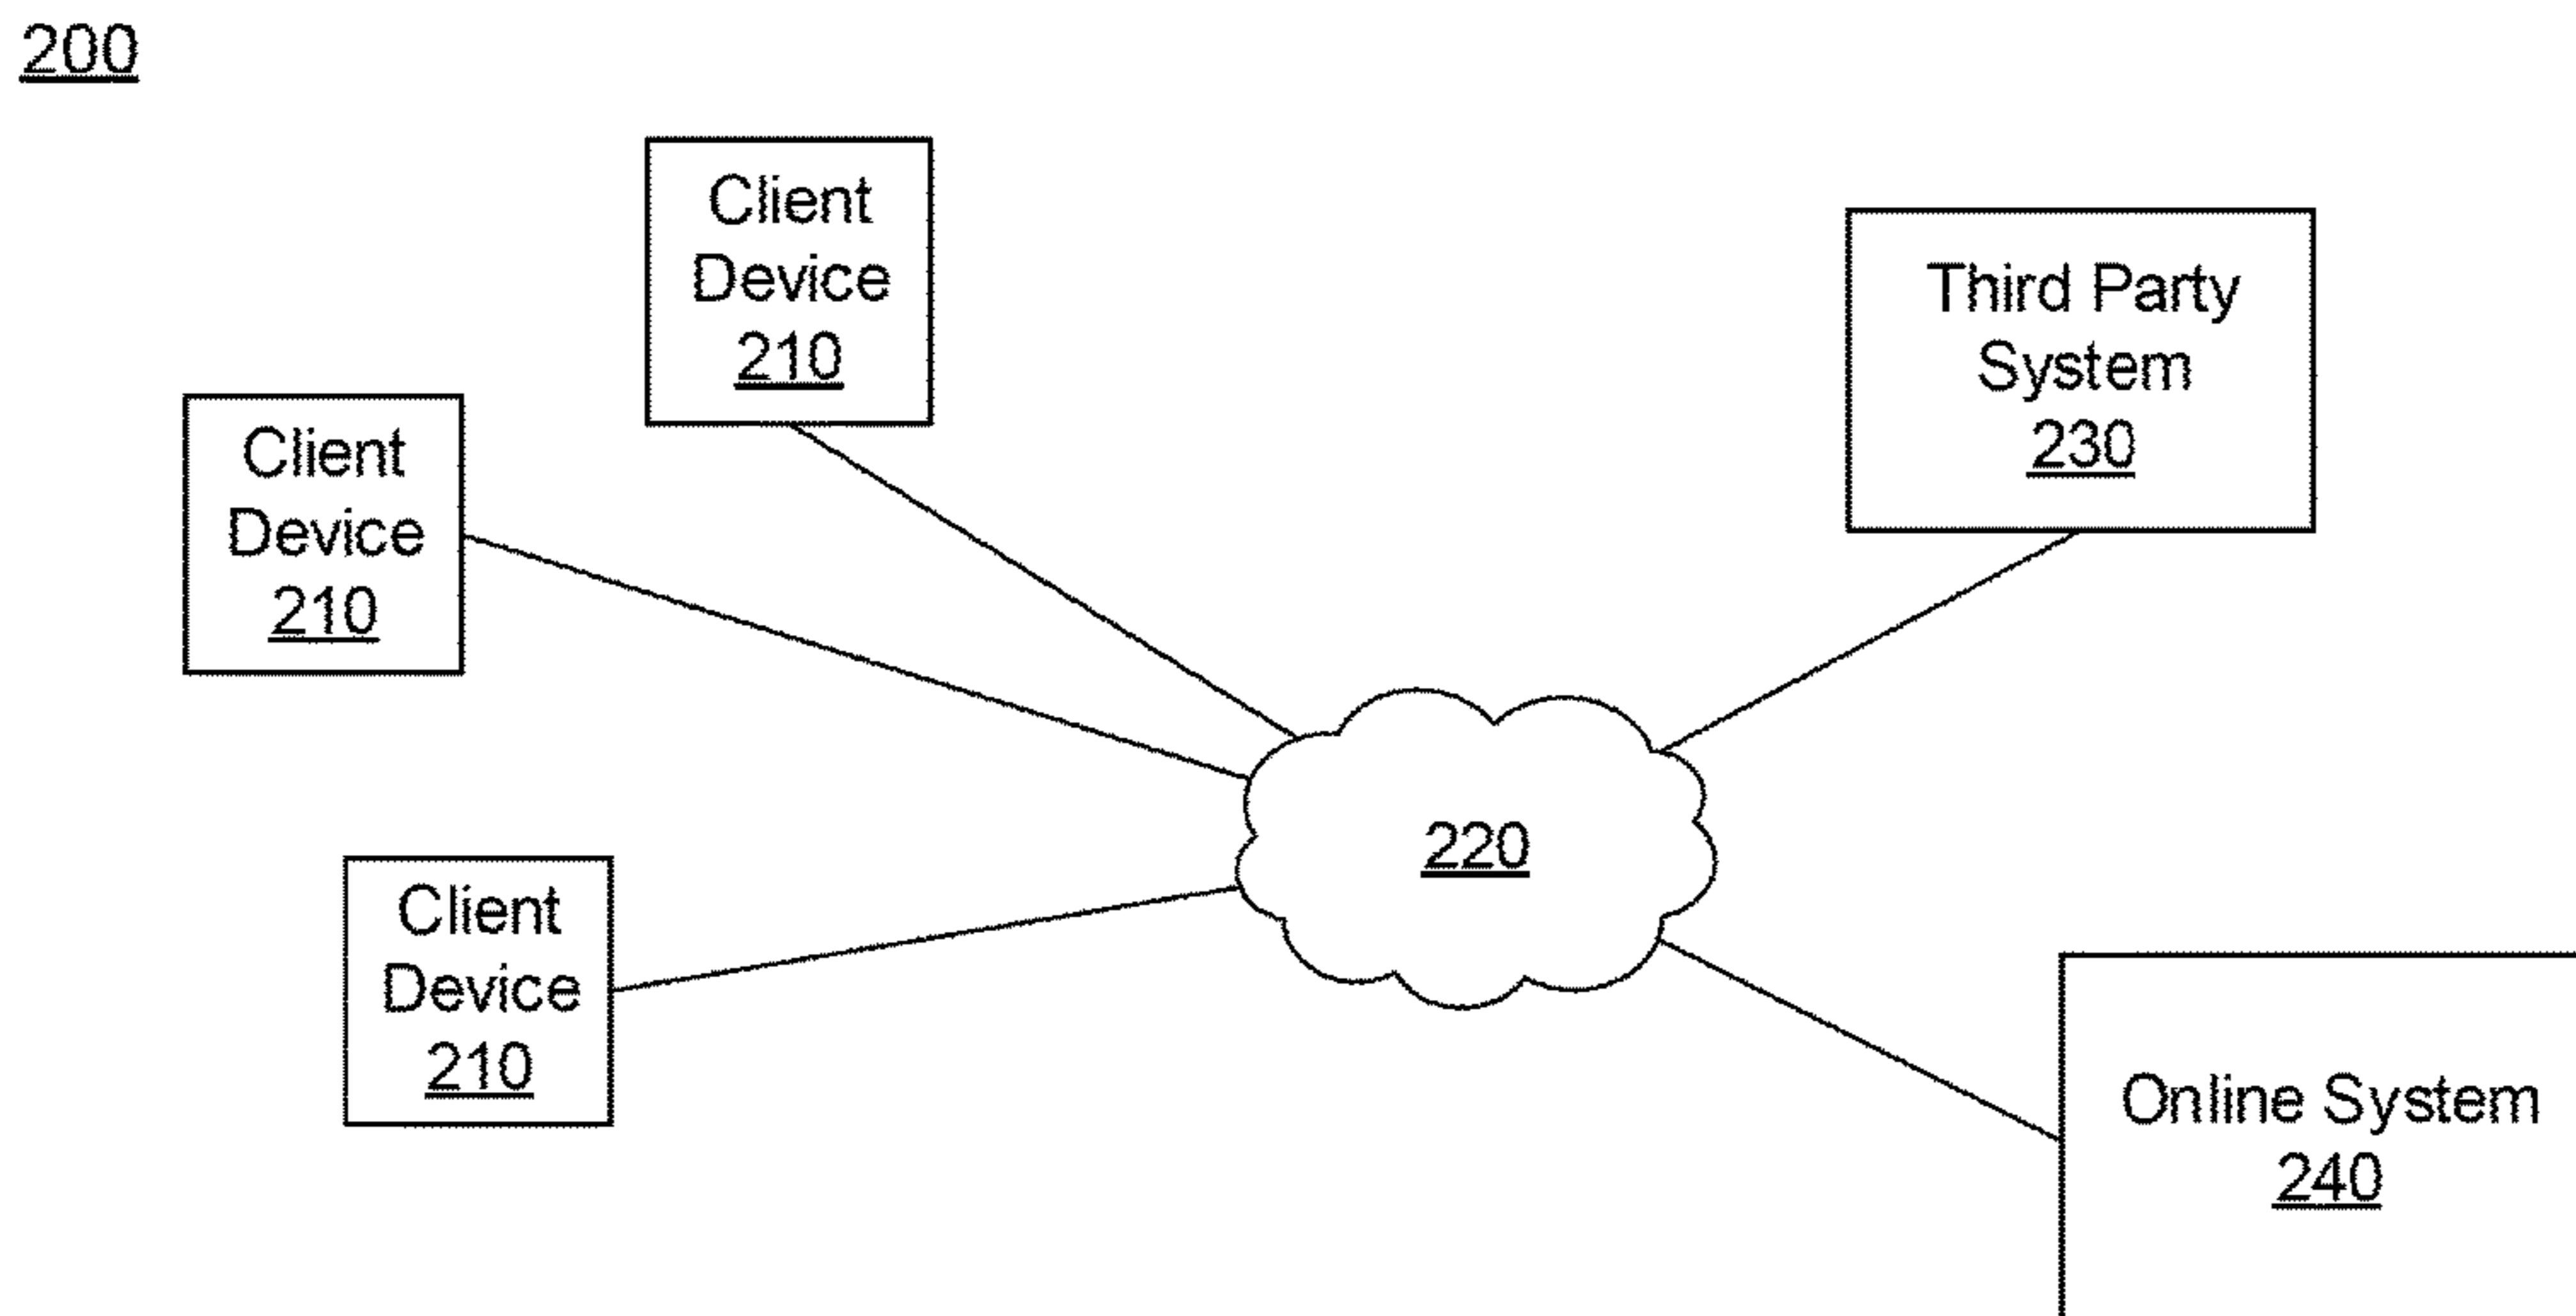 200
Client
Device
210
Client
Device
210
Third Party
System
230
220
Client
Device
210
Online System
240